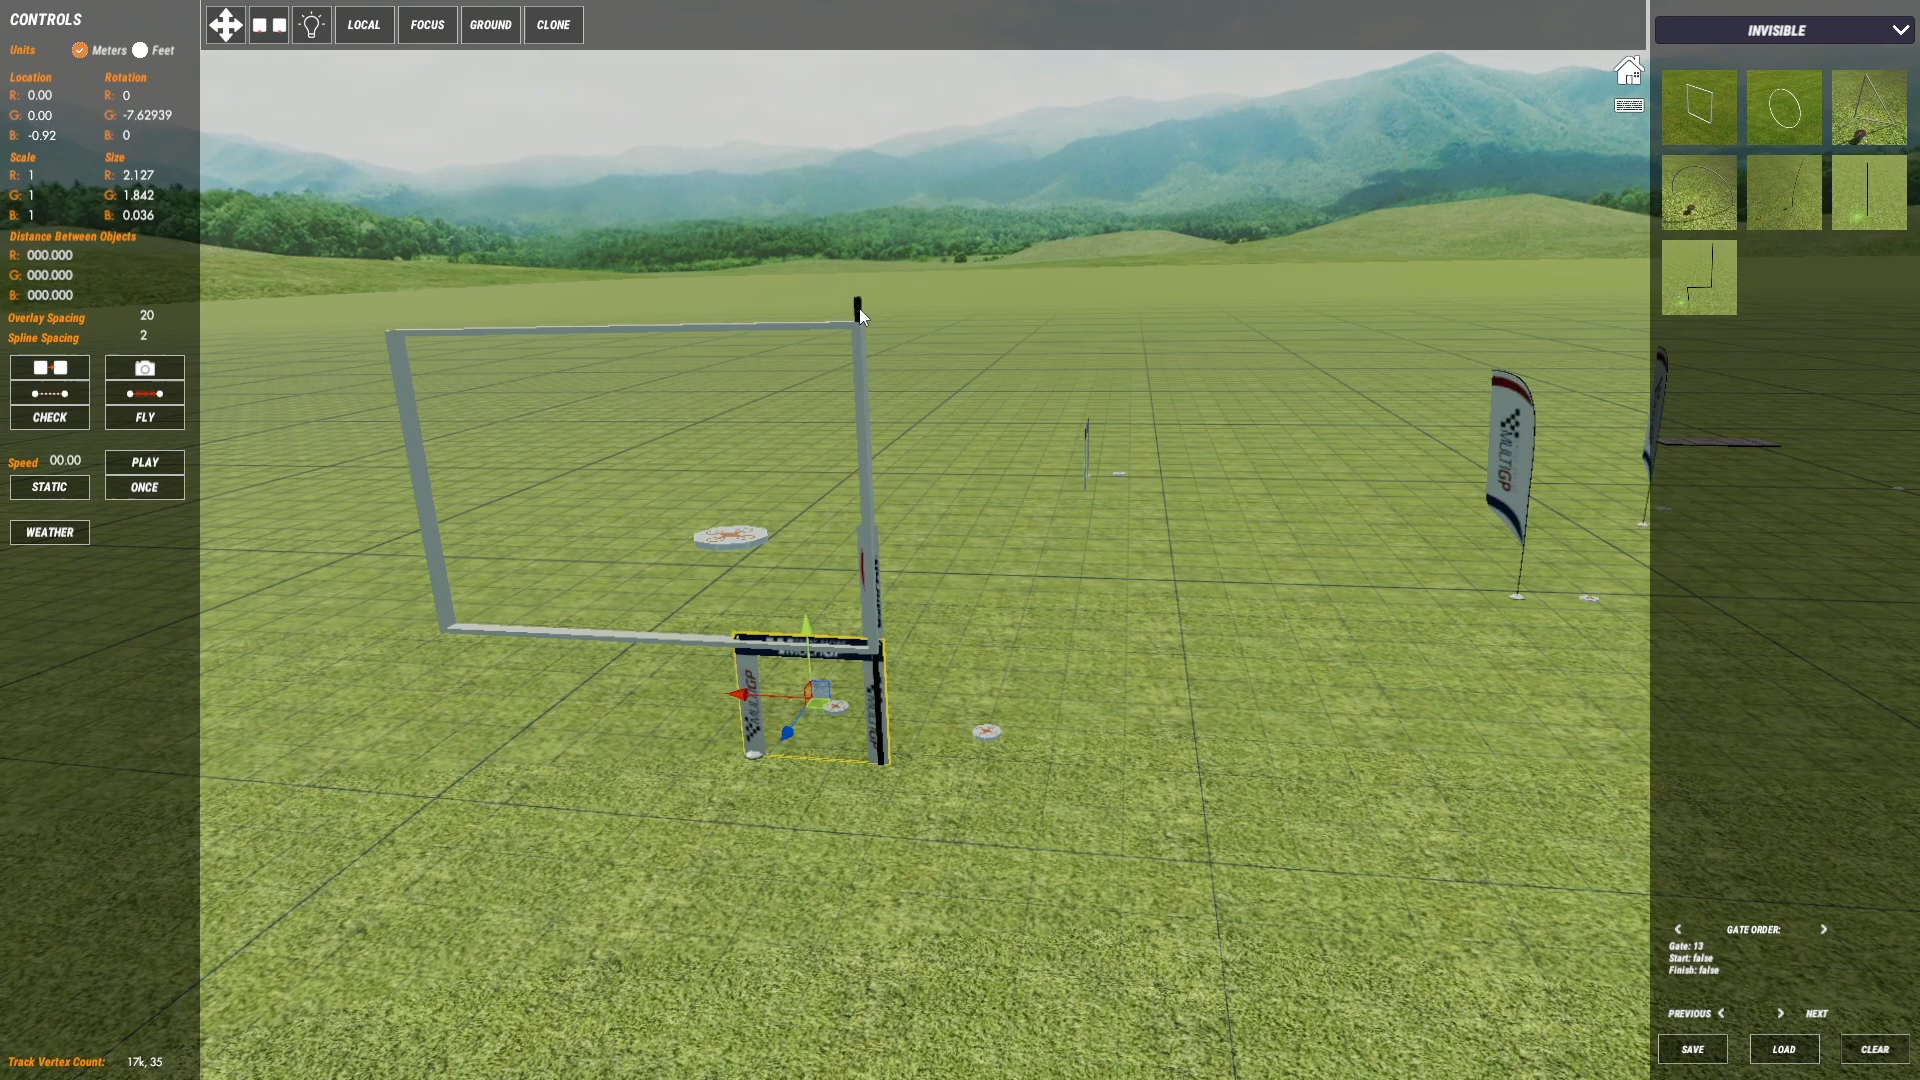 CONTROLS
Units Meters Feet
Location Rotation
R: 0.00 R: 0
G: 0.00 G: -7.62939
B: -0.92 B: 0
Scale Size
R: 1 R: 2.127
G: 1 G: 1.842
B: 1 B: 0.036
Distance Between Objects
R: 000.000
G: 000.000
B: 000.000
Overlay Spacing 20
Spline Spacing 2
CHECK FLY
Speed 00.00 PLAY
STATIC ONCE
WEATHER
Track Vertex Count: 17k, 35
LOCAL FOCUS GROUND CLONE
MULTIGP
MULTIGP
MULTIGP
INVISIBLE
GATE ORDER:
Gate: 13
Start: false
Finish: false
PREVIOUS < > NEXT
SAVE LOAD CLEAR